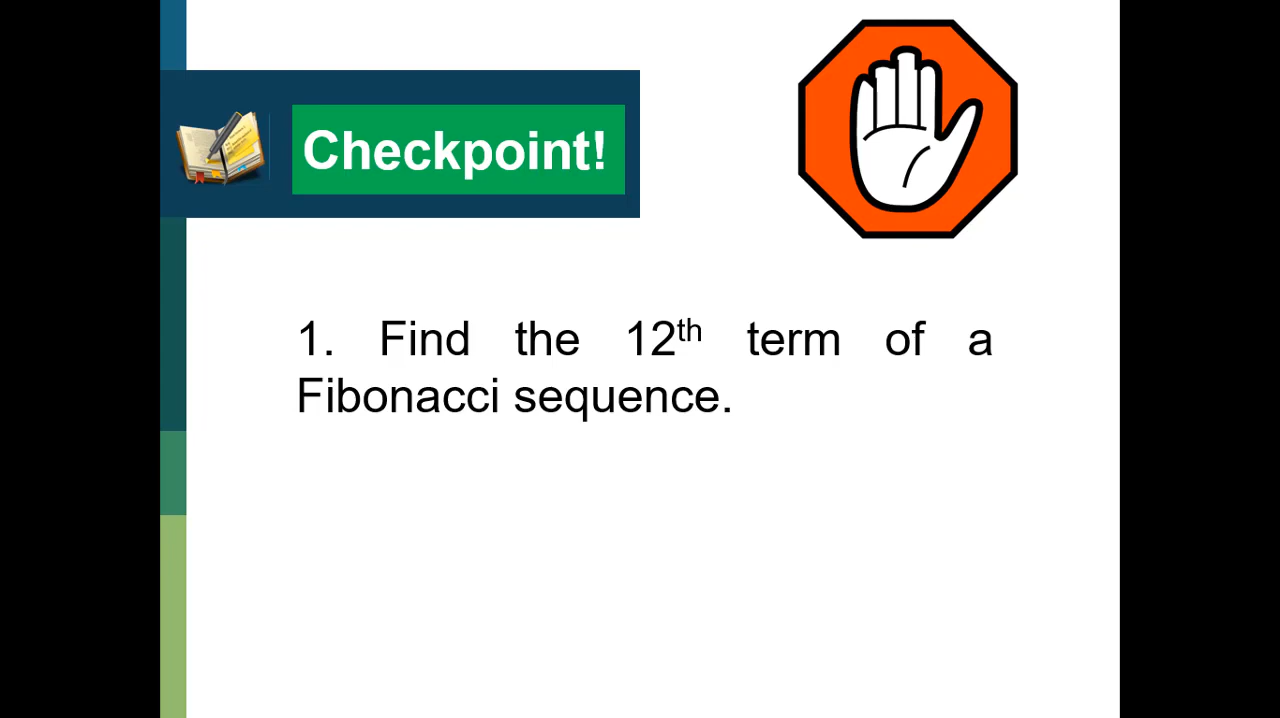 Checkpoint!
1. Find the 12th term of a
Fibonacci sequence.